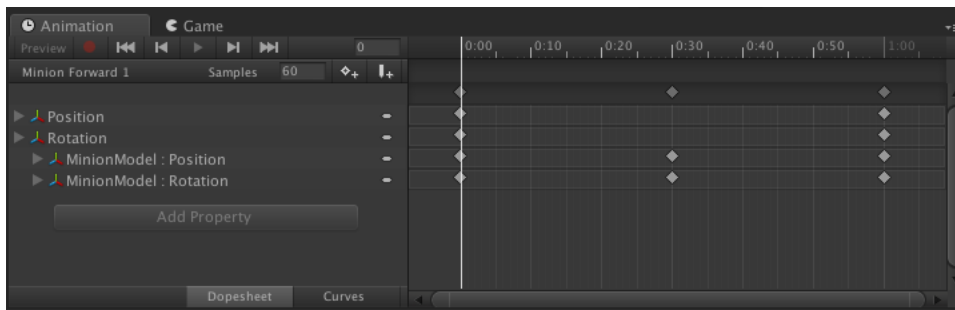 Animation Game
Preview 0 0:00 0:10 0:20 0:30 0:40 0:50 1:00
Minion Forward 1 Samples 60
Position
Rotation
MinionModel : Position
MinionModel : Rotation
Add Property
Dopesheet Curves